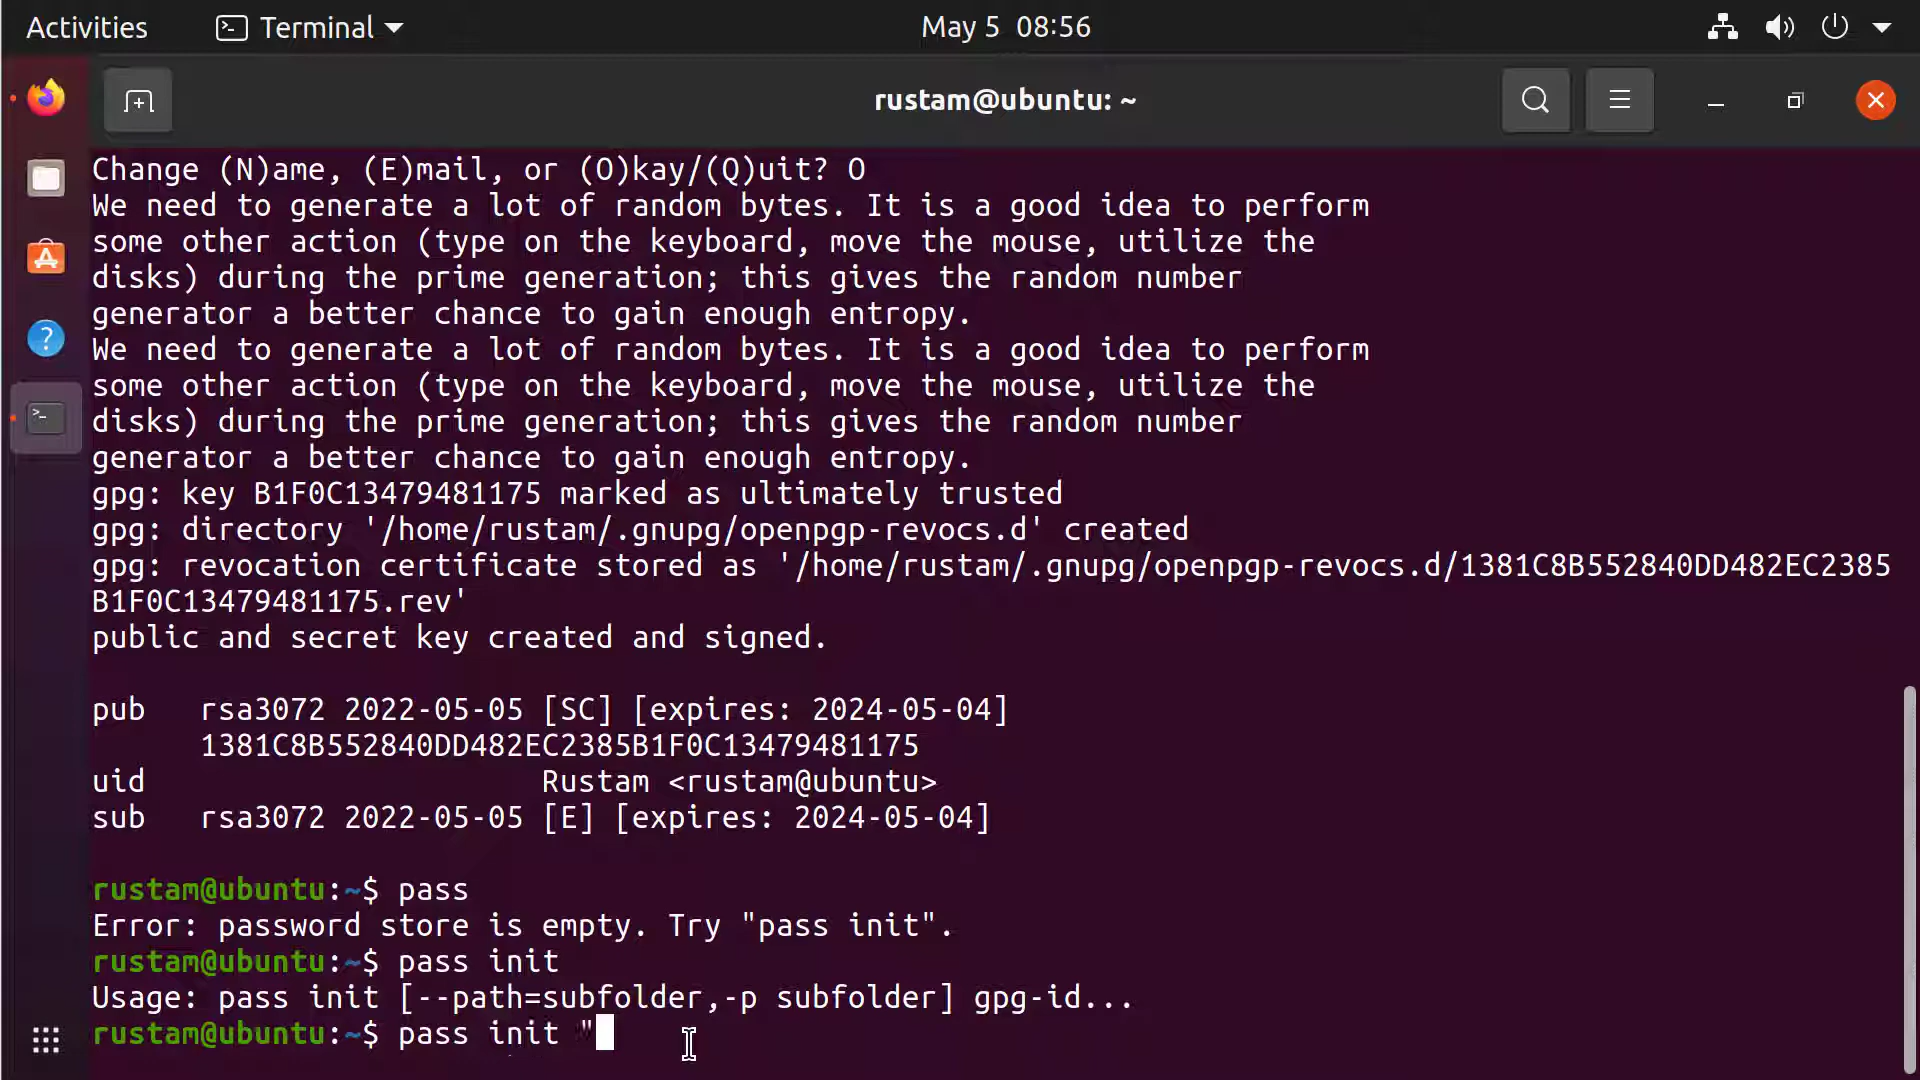 Activities
Terminal
May 5 08:56
rustam@ubuntu: ~
Change (N)ame, (E)mail, or (O)kay/(Q)uit? O
We need to generate a lot of random bytes. It is a good idea to perform
some other action (type on the keyboard, move the mouse, utilize the
disks) during the prime generation; this gives the random number
generator a better chance to gain enough entropy.
We need to generate a lot of random bytes. It is a good idea to perform
some other action (type on the keyboard, move the mouse, utilize the
disks) during the prime generation; this gives the random number
generator a better chance to gain enough entropy.
gpg: key B1F0C13479481175 marked as ultimately trusted
gpg: directory '/home/rustam/.gnupg/openpgp-revocs.d' created
gpg: revocation certificate stored as '/home/rustam/.gnupg/openpgp-revocs.d/1381C8B552840DD482EC2385
B1F0C13479481175.rev'
public and secret key created and signed.
pub   rsa3072 2022-05-05 [SC] [expires: 2024-05-04]
      1381C8B552840DD482EC2385B1F0C13479481175
uid                      Rustam <rustam@ubuntu>
sub   rsa3072 2022-05-05 [E] [expires: 2024-05-04]
rustam@ubuntu:~$ pass
Error: password store is empty. Try "pass init".
rustam@ubuntu:~$ pass init
Usage: pass init [--path=subfolder,-p subfolder] gpg-id...
rustam@ubuntu:~$ pass init "